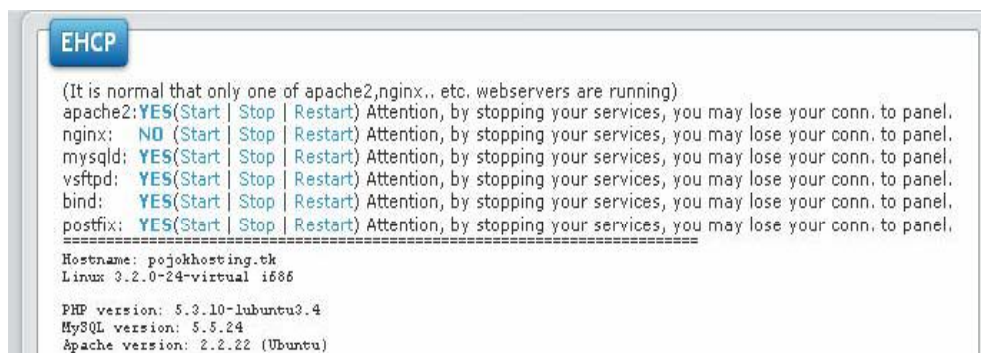 EHCP
(It is normal that only one of apache2,nginx.. etc. webservers are running)
apache2:YES(Start | Stop | Restart) Attention, by stopping your services, you may lose your conn. to panel.
nginx: NO (Start | Stop | Restart) Attention, by stopping your services, you may lose your conn. to panel.
mysqld: YES(Start | Stop | Restart) Attention, by stopping your services, you may lose your conn. to panel.
vsftpd: YES(Start | Stop | Restart) Attention, by stopping your services, you may lose your conn. to panel.
bind: YES(Start | Stop | Restart) Attention, by stopping your services, you may lose your conn. to panel.
postfix: YES(Start | Stop | Restart) Attention, by stopping your services, you may lose your conn. to panel.
==========================================================================
Hostname: pojokhosting.tk
Linux 3.2.0-24-virtual i686
PHP version: 5.3.10-1ubuntu3.4
MySQL version: 5.5.24
Apache version: 2.2.22 (Ubuntu)